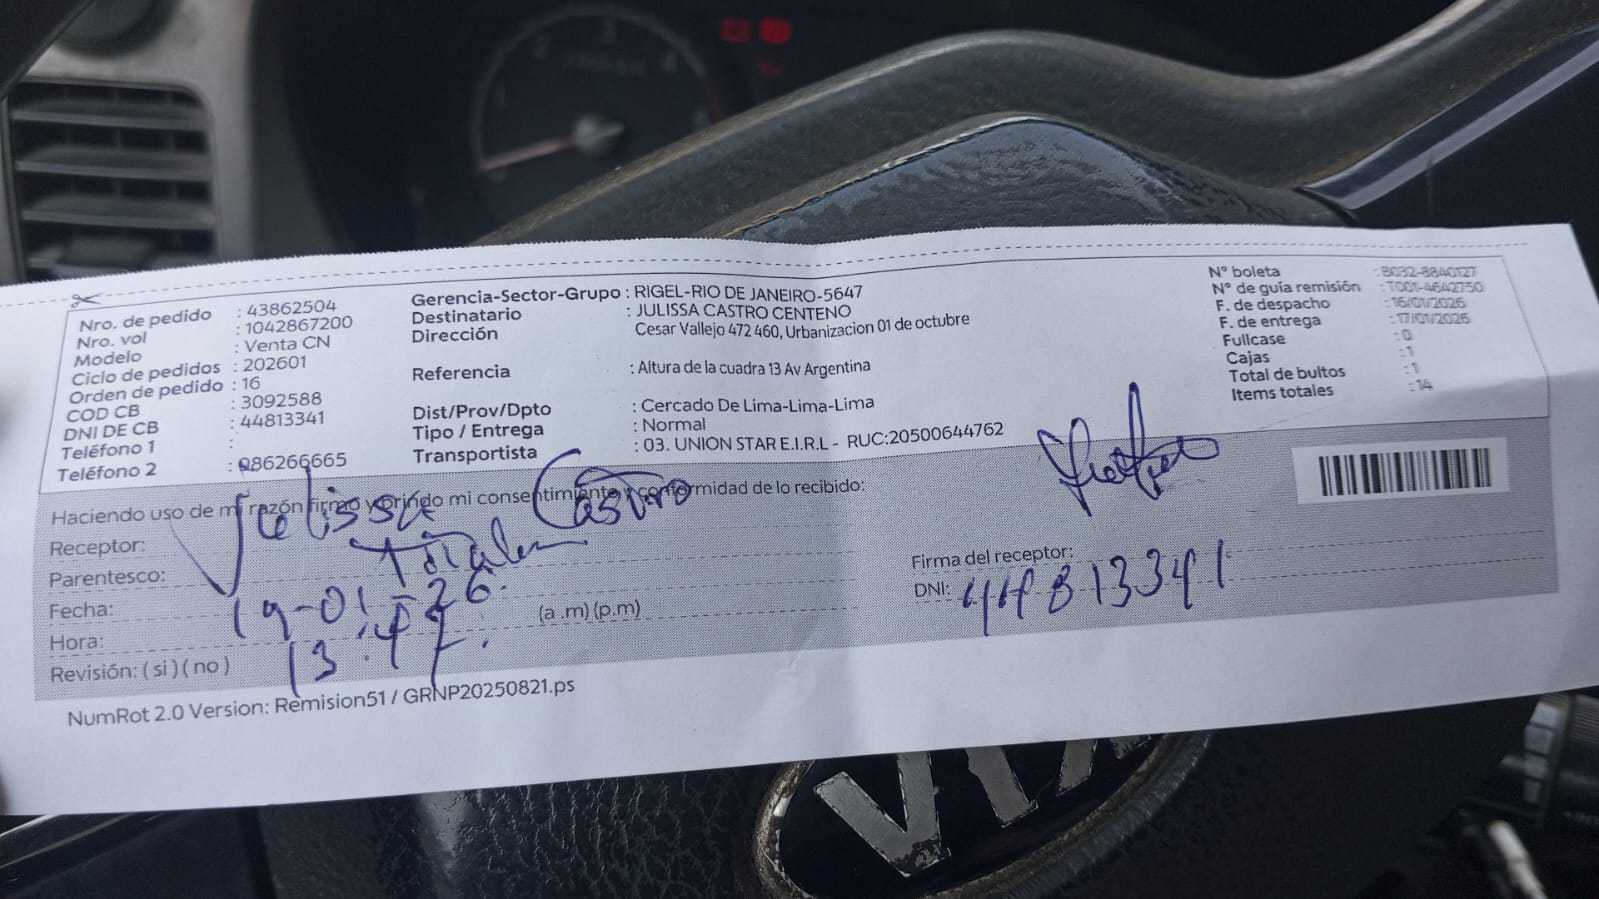 Nro. de pedido : 43862504
Nro. vol : 1042867200
Modelo : Venta CN
Ciclo de pedidos : 202601
Orden de pedido : 16
COD CB : 3092588
DNI DE CB : 44813341
Teléfono 1 :
Teléfono 2 : 986266665
Gerencia-Sector-Grupo : RIGEL-RIO DE JANEIRO-5647
Destinatario : JULISSA CASTRO CENTENO
Dirección Cesar Vallejo 472 460, Urbanizacion 01 de octubre
Referencia : Altura de la cuadra 13 Av Argentina
Dist/Prov/Dpto : Cercado De Lima-Lima-Lima
Tipo / Entrega : Normal
Transportista : 03. UNION STAR E.I.R.L - RUC:20500644762
N° boleta : B032-8840127
N° de guía remisión : T001-4642750
F. de despacho : 16/01/2026
F. de entrega : 17/01/2026
Fullcase : 0
Cajas : 1
Total de bultos : 1
Items totales : 14
Haciendo uso de mi razón firmo y brindo mi consentimiento y conformidad de lo recibido:
Receptor: Julissa Castro
Parentesco: Titular
Fecha: 19-01-26
Hora: 13:47 (a .m) (p.m)
Revisión: ( si ) ( no )
Firma del receptor:
DNI: 44813341
NumRot 2.0 Version: Remision51 / GRNP20250821.ps
1
2
3
4